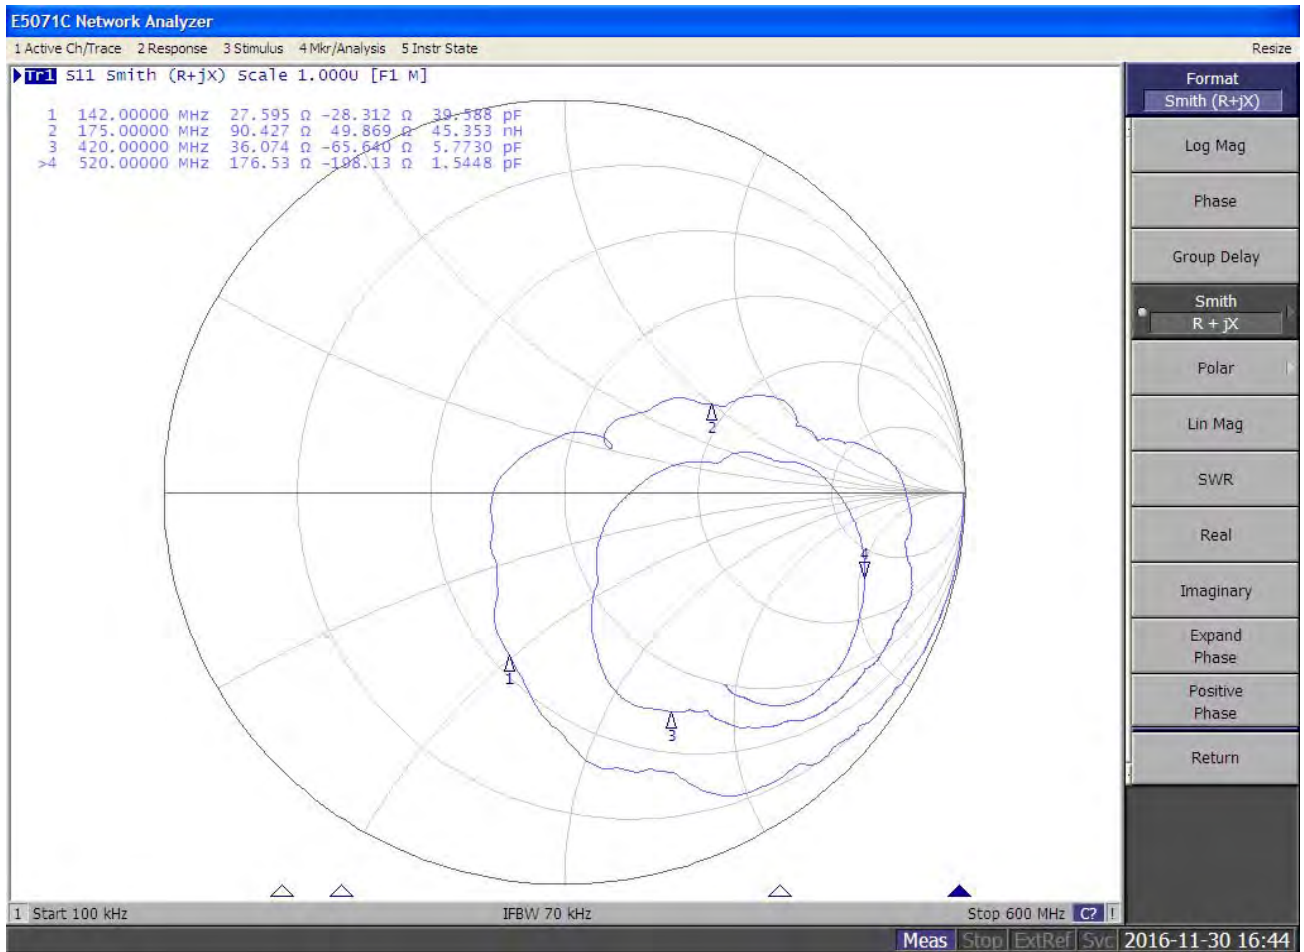 E5071C Network Analyzer
1 Active Ch/Trace 2 Response 3 Stimulus 4 Mkr/Analysis 5 Instr State Resize
Tr1 S11 Smith (R+jX) Scale 1.000U [F1 M]
1 142.00000 MHz 27.595 Ω -28.312 Ω 39.588 pF
2 175.00000 MHz 90.427 Ω 49.869 Ω 45.353 nH
3 420.00000 MHz 36.074 Ω -65.640 Ω 5.7730 pF
>4 520.00000 MHz 176.53 Ω -198.13 Ω 1.5448 pF
2
4
1
3
Format
Smith (R+jX)
Log Mag
Phase
Group Delay
Smith
R + jX
Polar
Lin Mag
SWR
Real
Imaginary
Expand
Phase
Positive
Phase
Return
1 Start 100 kHz IFBW 70 kHz Stop 600 MHz C? !
Meas Stop ExtRef Svc 2016-11-30 16:44